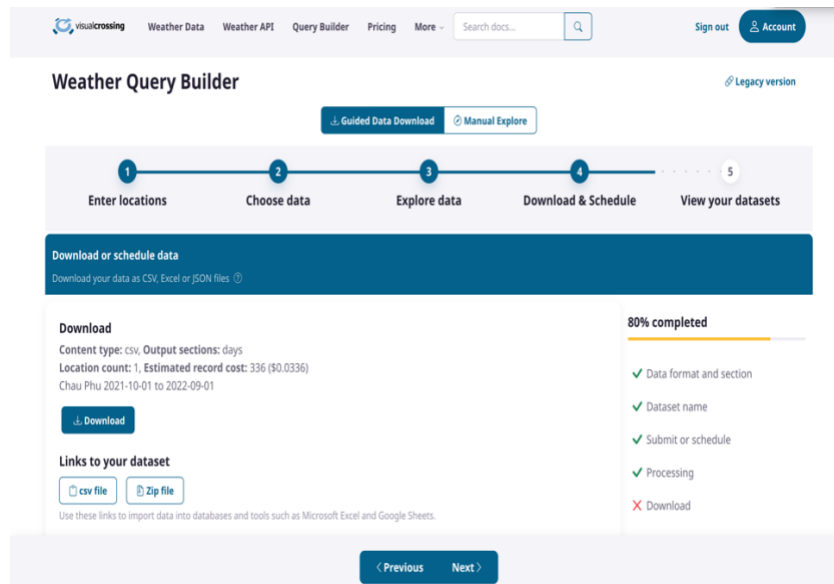 visualcrossing Weather Data Weather API Query Builder Pricing More Search docs... Sign out Account
Weather Query Builder
Legacy version
Guided Data Download Manual Explore
1 2 3 4 5
Enter locations Choose data Explore data Download & Schedule View your datasets
Download or schedule data
Download your data as CSV, Excel or JSON files
Download
Content type: csv, Output sections: days
Location count: 1, Estimated record cost: 336 ($0.0336)
Chau Phu 2021-10-01 to 2022-09-01
Download
Links to your dataset
csv file Zip file
Use these links to import data into databases and tools such as Microsoft Excel and Google Sheets.
80% completed
Data format and section
Dataset name
Submit or schedule
Processing
Download
Previous Next